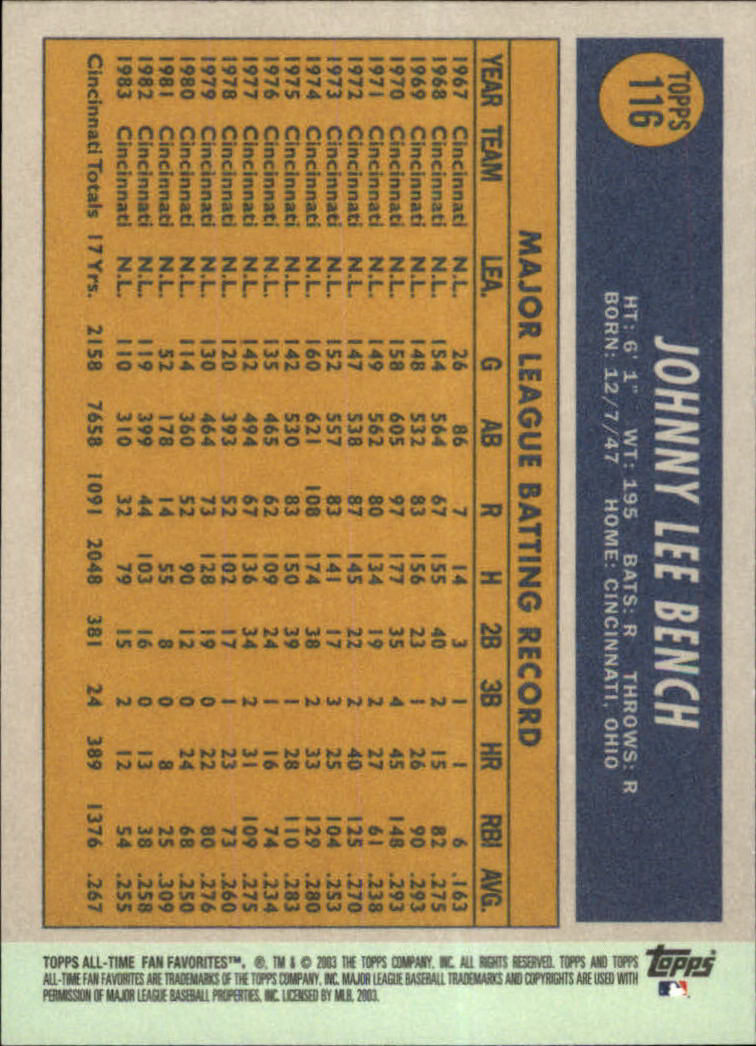 TOPPS
116
JOHNNY LEE BENCH
HT: 6' 1" WT: 195 BATS: R THROWS: R
BORN: 12/7/47 HOME: CINCINNATI, OHIO
MAJOR LEAGUE BATTING RECORD
YEAR TEAM LEA. G AB R H 2B 3B HR RBI AVG.
1967 Cincinnati N.L. 26 86 7 14 3 1 1 6 .163
1968 Cincinnati N.L. 154 564 67 155 40 2 15 82 .275
1969 Cincinnati N.L. 148 532 83 156 23 1 26 90 .293
1970 Cincinnati N.L. 158 605 97 177 35 4 45 148 .293
1971 Cincinnati N.L. 149 562 80 134 19 2 27 61 .238
1972 Cincinnati N.L. 147 538 87 145 22 2 40 125 .270
1973 Cincinnati N.L. 152 557 83 141 17 3 25 104 .253
1974 Cincinnati N.L. 160 621 108 174 38 2 33 129 .280
1975 Cincinnati N.L. 142 530 83 150 39 1 28 110 .283
1976 Cincinnati N.L. 135 465 62 109 24 1 16 74 .234
1977 Cincinnati N.L. 142 494 67 136 34 2 31 109 .275
1978 Cincinnati N.L. 120 393 52 102 17 1 23 73 .260
1979 Cincinnati N.L. 130 464 73 128 19 0 22 80 .276
1980 Cincinnati N.L. 114 360 52 90 12 0 24 68 .250
1981 Cincinnati N.L. 52 178 14 55 8 0 8 25 .309
1982 Cincinnati N.L. 119 399 44 103 16 0 13 38 .258
1983 Cincinnati N.L. 110 310 32 79 15 2 12 54 .255
Cincinnati Totals 17 Yrs. 2158 7658 1091 2048 381 24 389 1376 .267
topps
TOPPS ALL-TIME FAN FAVORITES™, ®, TM & © 2003 THE TOPPS COMPANY, INC. ALL RIGHTS RESERVED. TOPPS AND TOPPS
ALL-TIME FAN FAVORITES ARE TRADEMARKS OF THE TOPPS COMPANY, INC. MAJOR LEAGUE BASEBALL TRADEMARKS AND COPYRIGHTS ARE USED WITH
PERMISSION OF MAJOR LEAGUE BASEBALL PROPERTIES, INC. LICENSED BY MLB, 2003.